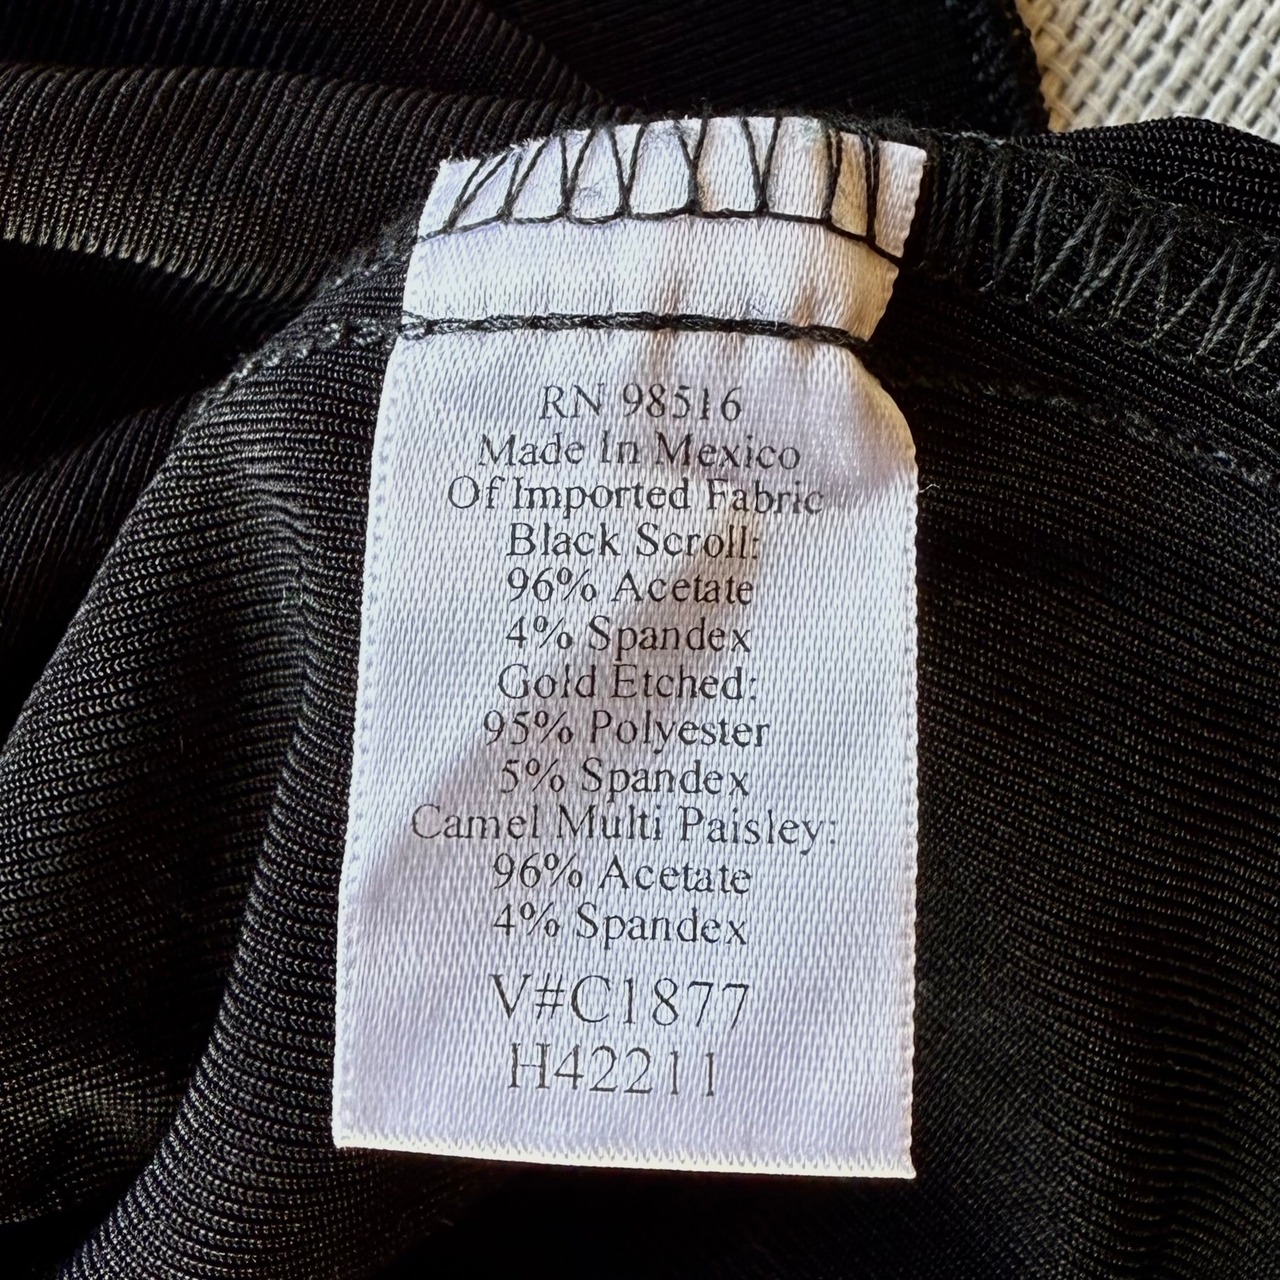 RN 98516
Made In Mexico
Of Imported Fabric
Black Scroll:
96% Acetate
4% Spandex
Gold Etched:
95% Polyester
5% Spandex
Camel Multi Paisley:
96% Acetate
4% Spandex
V#C1877
H42211